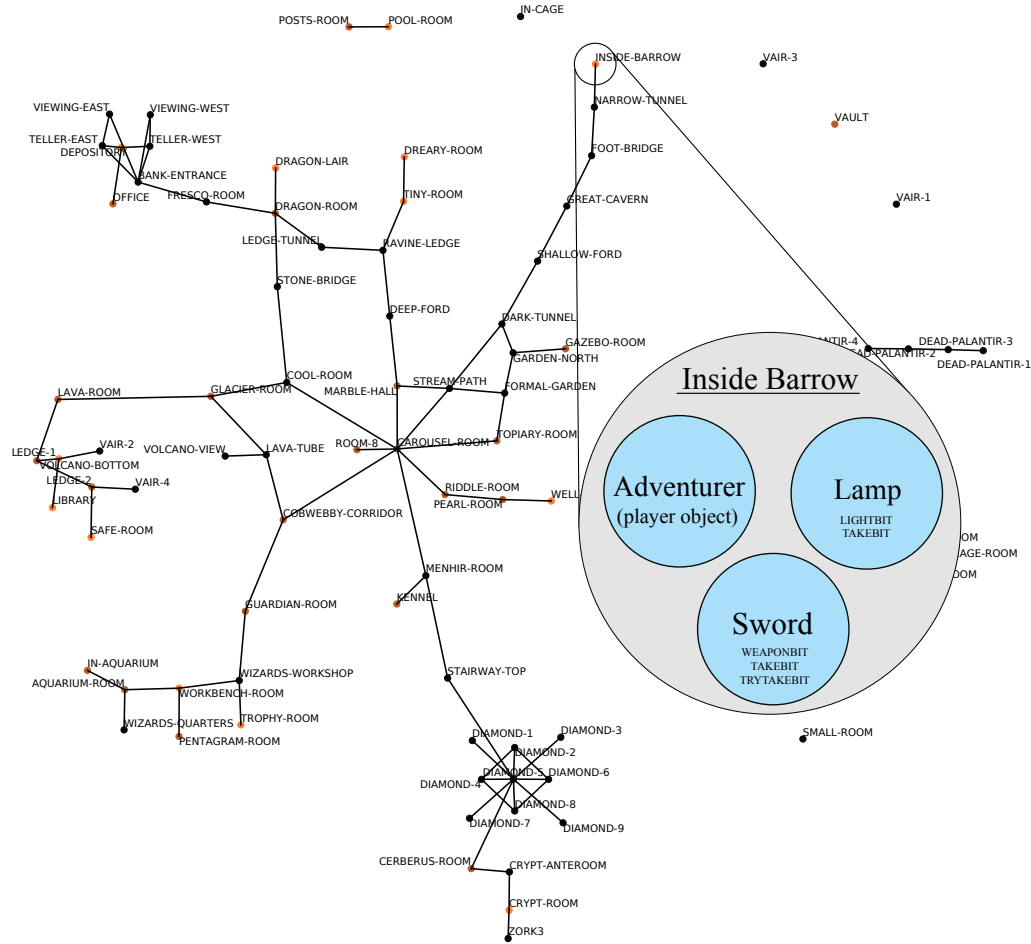 IN-CAGE
POSTS-ROOM
POOL-ROOM
INSIDE-BARROW
VAIR-3
VIEWING-EAST
VIEWING-WEST
NARROW-TUNNEL
VAULT
TELLER-EAST
TELLER-WEST
DEPOSITORY
DREARY-ROOM
FOOT-BRIDGE
DRAGON-LAIR
BANK-ENTRANCE
OFFICE
FRESCO-ROOM
TINY-ROOM
GREAT-CAVERN
VAIR-1
DRAGON-ROOM
LEDGE-TUNNEL
RAVINE-LEDGE
SHALLOW-FORD
STONE-BRIDGE
DEEP-FORD
DARK-TUNNEL
GAZEBO-ROOM
GARDEN-NORTH
DEAD-PALANTIR-3
DEAD-PALANTIR-1
COOL-ROOM
STREAM-PATH
FORMAL-GARDEN
LAVA-ROOM
GLACIER-ROOM
MARBLE-HALL
Inside Barrow
VAIR-2
VOLCANO-VIEW
LAVA-TUBE
ROOM-8
CAROUSEL-ROOM
TOPIARY-ROOM
LEDGE-1
VOLCANO-BOTTOM
LEDGE-2
VAIR-4
LIBRARY
RIDDLE-ROOM
PEARL-ROOM
WELL
Adventurer
(player object)
Lamp
LIGHTBIT
TAKEBIT
SAFE-ROOM
COBWEBBY-CORRIDOR
MENHIR-ROOM
KENNEL
GUARDIAN-ROOM
Sword
WEAPONBIT
TAKEBIT
TRYTAKEBIT
IN-AQUARIUM
AQUARIUM-ROOM
WORKBENCH-ROOM
WIZARDS-WORKSHOP
STAIRWAY-TOP
WIZARDS-QUARTERS
TROPHY-ROOM
PENTAGRAM-ROOM
SMALL-ROOM
DIAMOND-1
DIAMOND-3
DIAMOND-2
DIAMOND-4
DIAMOND-5
DIAMOND-6
DIAMOND-8
DIAMOND-7
DIAMOND-9
CERBERUS-ROOM
CRYPT-ANTEROOM
CRYPT-ROOM
ZORK3